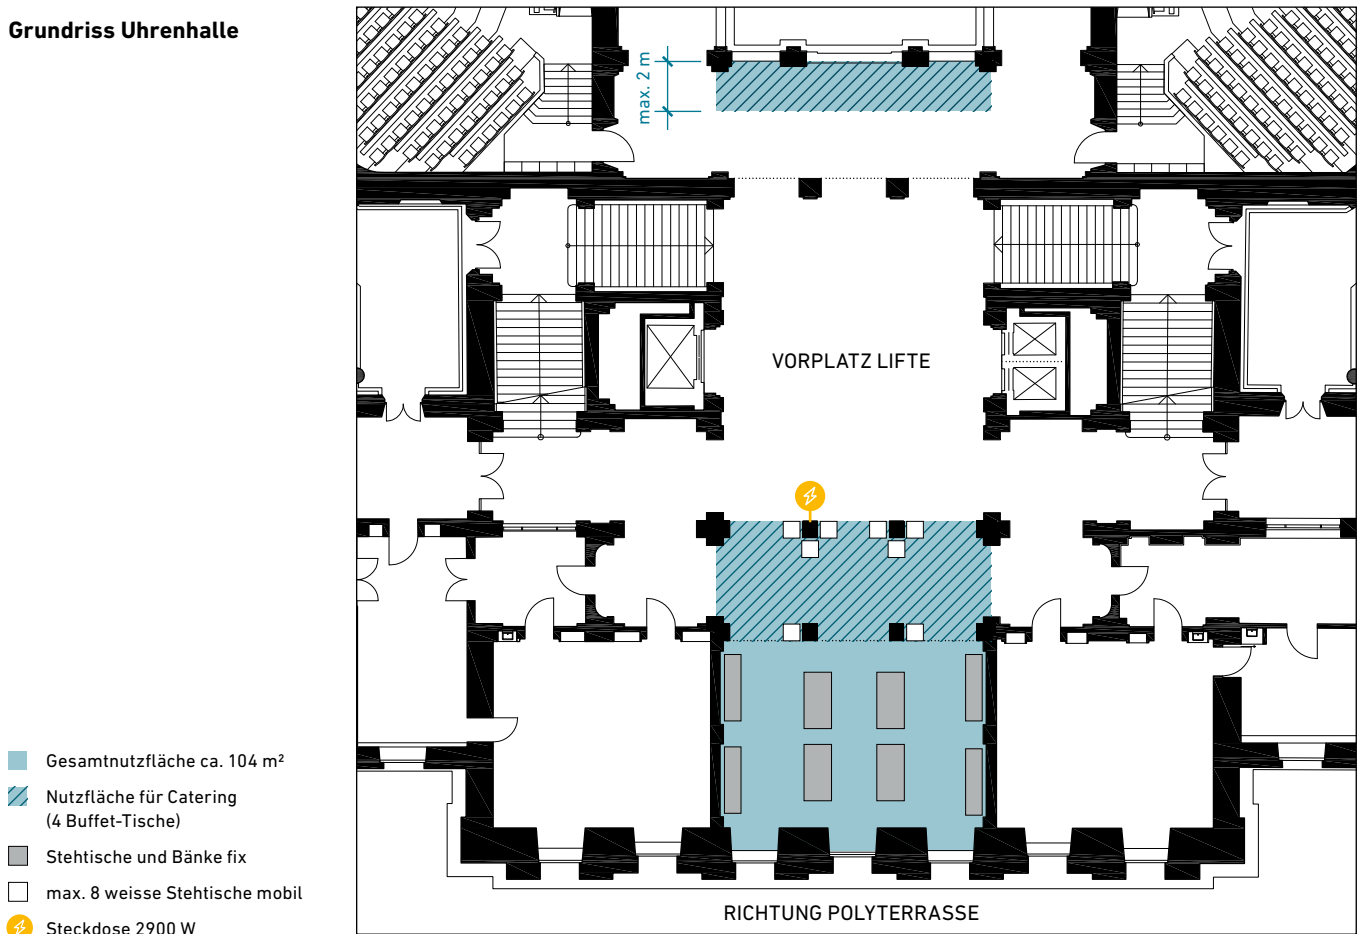 Grundriss Uhrenhalle
max. 2 m
VORPLATZ LIFTE
Gesamtnutzfläche ca. 104 m²
Nutzfläche für Catering
(4 Buffet-Tische)
Stehtische und Bänke fix
max. 8 weisse Stehtische mobil
Steckdose 2900 W
RICHTUNG POLYTERRASSE